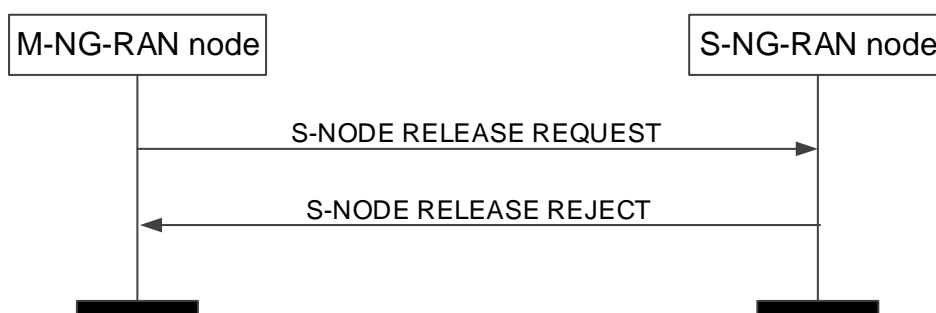 M-NG-RAN node
S-NG-RAN node
S-NODE RELEASE REQUEST
S-NODE RELEASE REJECT